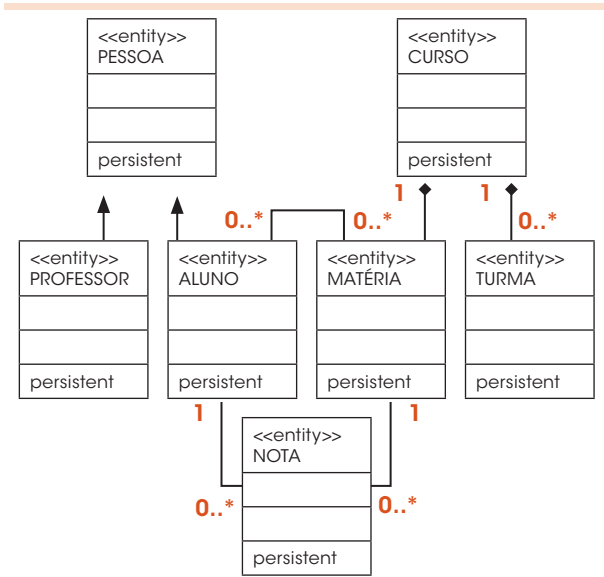 <<entity>>
PESSOA
persistent
<<entity>>
CURSO
persistent
1
1
0..*
0..*
0..*
<<entity>>
PROFESSOR
persistent
<<entity>>
ALUNO
persistent
<<entity>>
MATÉRIA
persistent
<<entity>>
TURMA
persistent
1
1
<<entity>>
NOTA
persistent
0..*
0..*